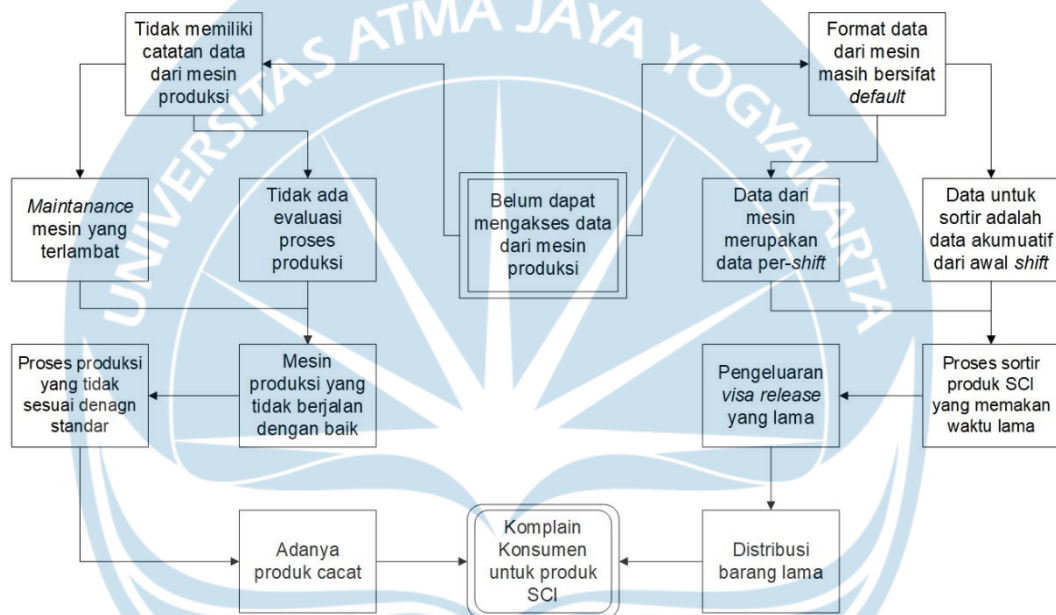 UNIVERSITAS ATMA JAYA YOGYAKARTA
Tidak memiliki
catatan data
dari mesin
produksi
Format data
dari mesin
masih bersifat
default
Maintanance
mesin yang
terlambat
Tidak ada
evaluasi
proses
produksi
Belum dapat
mengakses data
dari mesin
produksi
Data dari
mesin
merupakan
data per-shift
Data untuk
sortir adalah
data akumuatif
dari awal shift
Proses produksi
yang tidak
sesuai denagn
standar
Mesin
produksi yang
tidak berjalan
dengan baik
Pengeluaran
visa release
yang lama
Proses sortir
produk SCI
yang memakan
waktu lama
Adanya
produk cacat
Komplain
Konsumen
untuk produk
SCI
Distribusi
barang lama